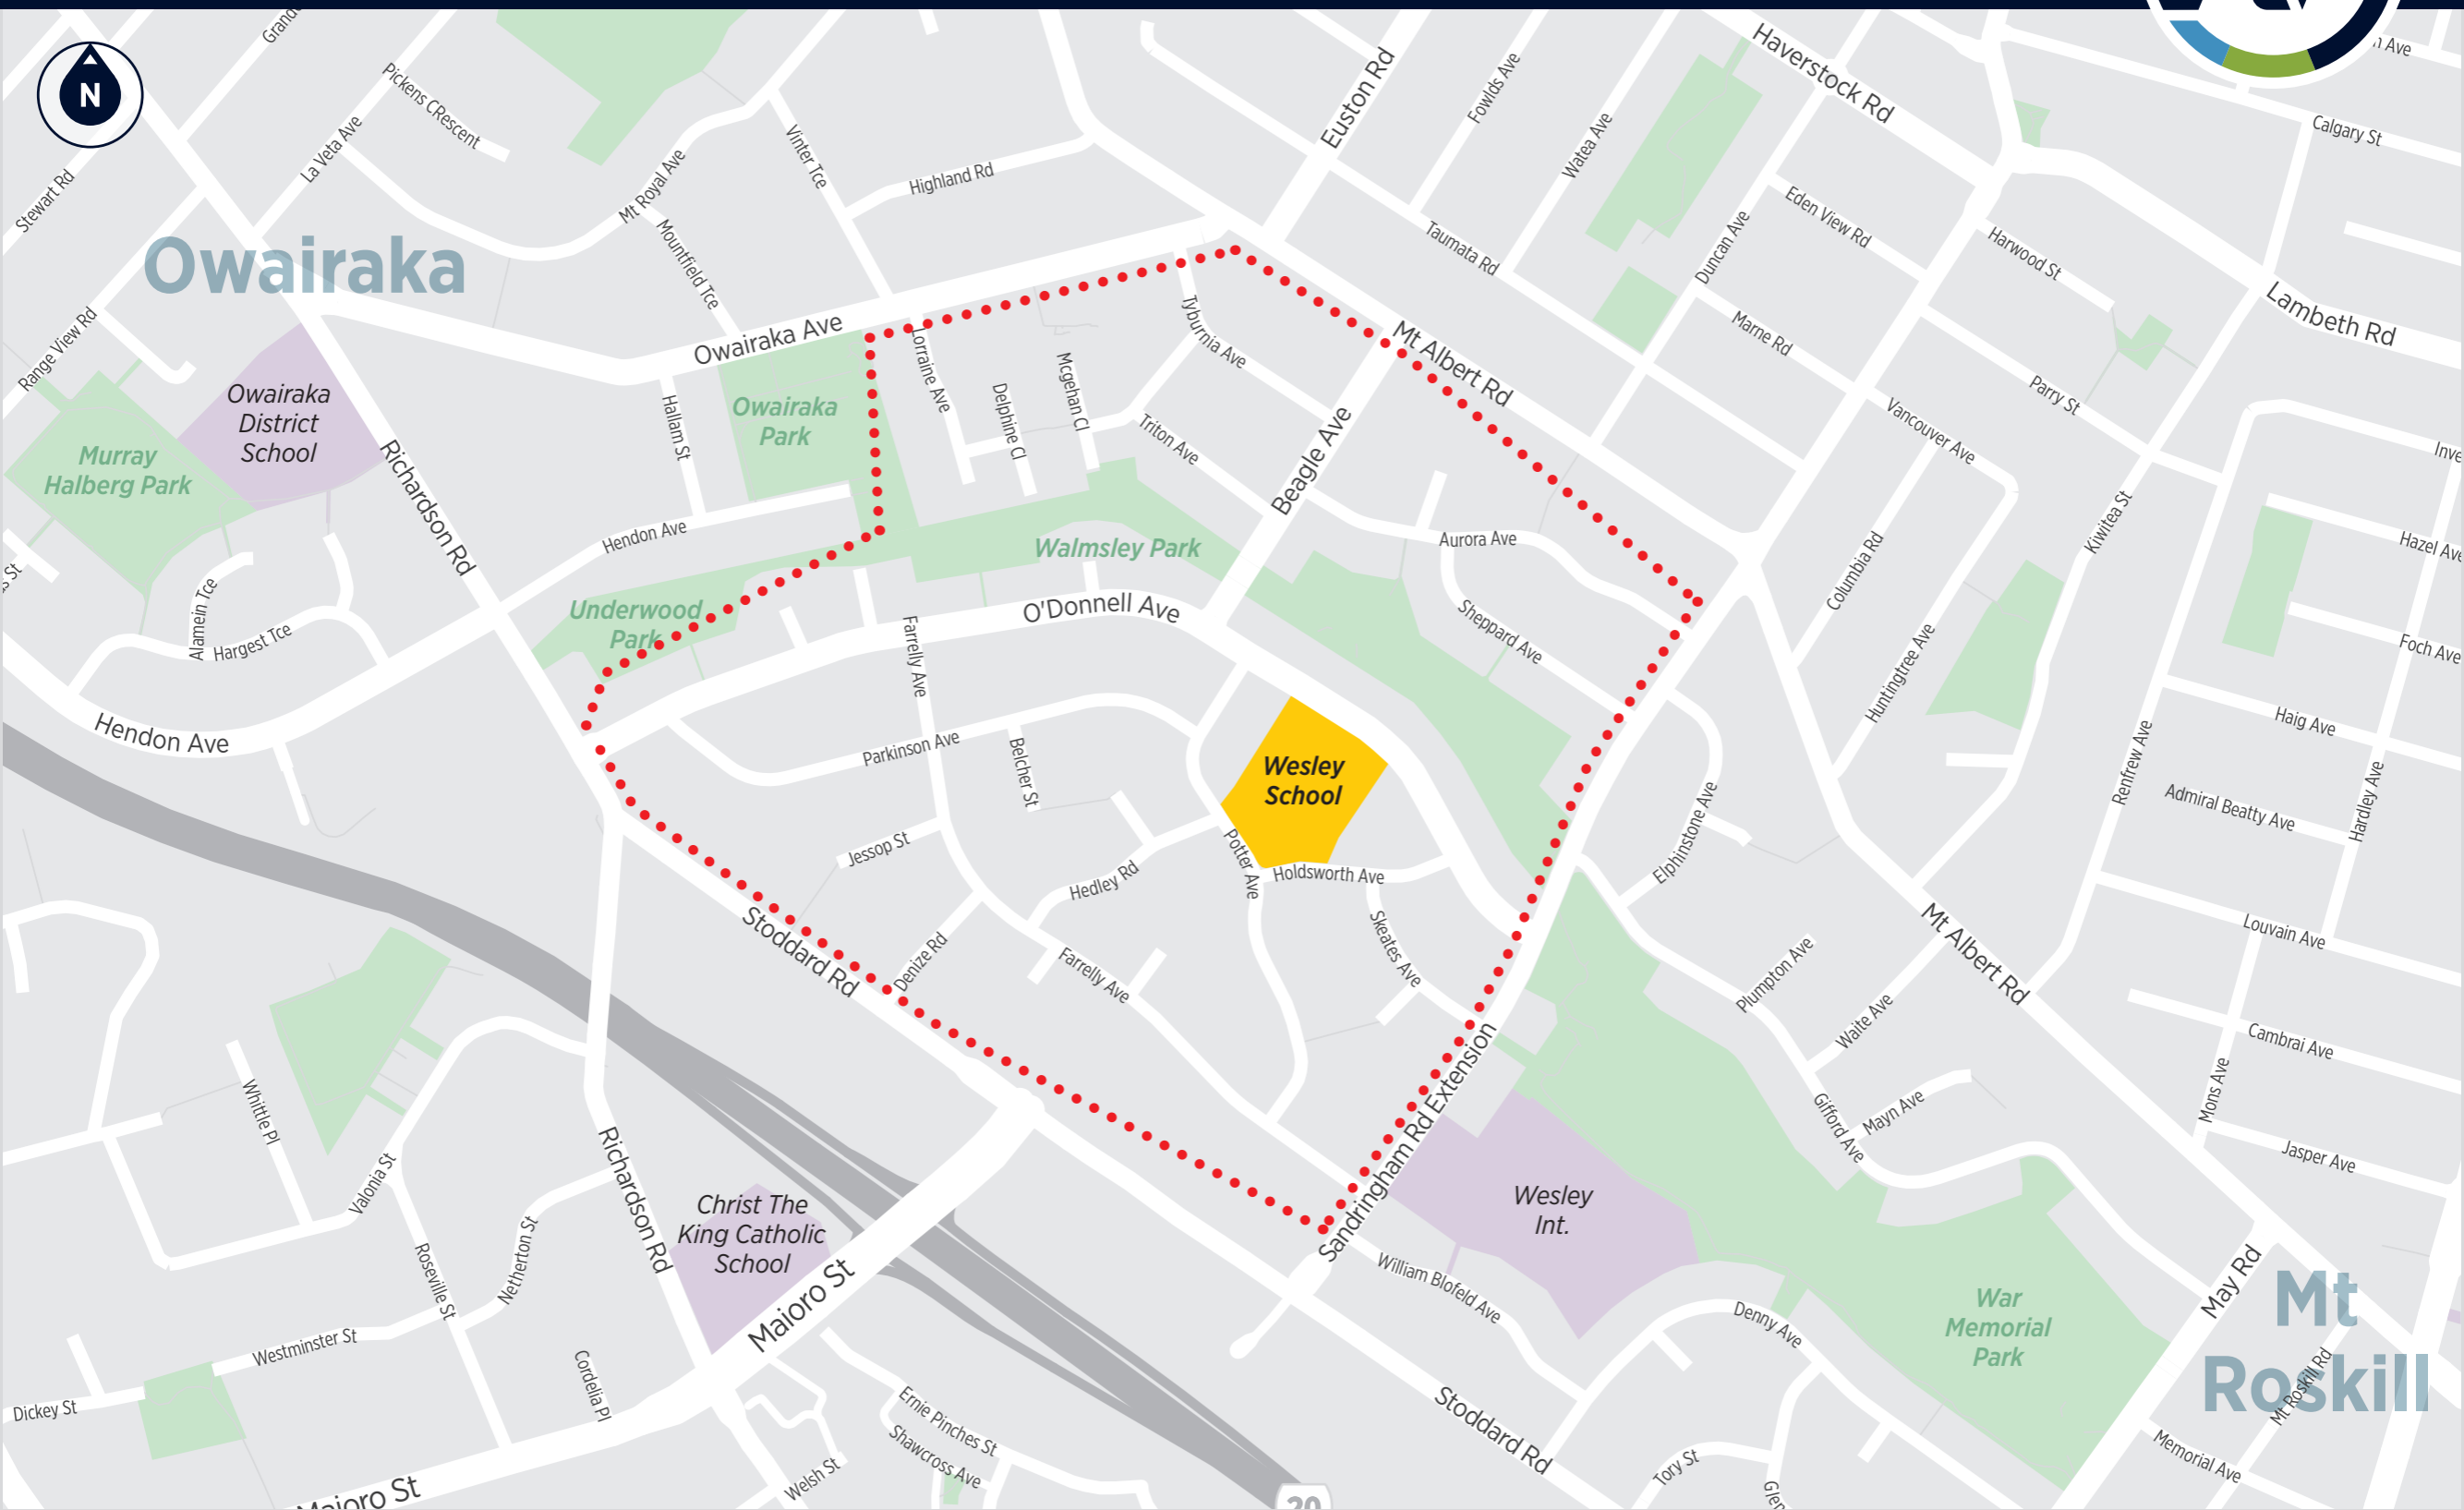 N
Pickens CRescent
La Veta Ave
Stewart Rd
Mt Royal Ave
Vinter Tce
Highland Rd
Mountfield Tce
Euston Rd
Fowlds Ave
Watea Ave
Haverstock Rd
Calgary St
Taumata Rd
Duncan Ave
Eden View Rd
Harwood St
Lambeth Rd
Owairaka
Range View Rd
Owairaka Ave
Marne Rd
Parry St
Vancouver Ave
Mt Albert Rd
Tyburnia Ave
Lorraine Ave
Mcgehan Cl
Delphine Cl
Triton Ave
Beagle Ave
Owairaka
District
School
Murray
Halberg Park
Richardson Rd
Hallam St
Owairaka
Park
Hendon Ave
Walmsley Park
Aurora Ave
Kiwitea St
Columbia Rd
Underwood
Park
O'Donnell Ave
Sheppard Ave
Huntingtree Ave
Foch Ave
Alamein Tce
Hargest Tce
Farrelly Ave
Hendon Ave
Parkinson Ave
Belcher St
Wesley
School
Haig Ave
Renfrew Ave
Admiral Beatty Ave
Hardley Ave
Jessop St
Hedley Rd
Potter Ave
Holdsworth Ave
Elphinstone Ave
Stoddard Rd
Denize Rd
Farrelly Ave
Skeates Ave
Mt Albert Rd
Louvain Ave
Plumpton Ave
Waite Ave
Cambrai Ave
Mons Ave
Gifford Ave
Mayn Ave
Jasper Ave
Sandringham Rd Extension
Whittle Pl
Valonia St
Richardson Rd
Christ The
King Catholic
School
Wesley
Int.
Netherton St
Roseville St
Maioro St
William Blofeld Ave
Denny Ave
War
Memorial
Park
May Rd
Mt
Roskill
Mt Roskill Rd
Westminster St
Dickey St
Cordelia Pl
Ernie Pinches St
Shawcross Ave
Welsh St
Stoddard Rd
Tory St
Memorial Ave
Maioro St
20